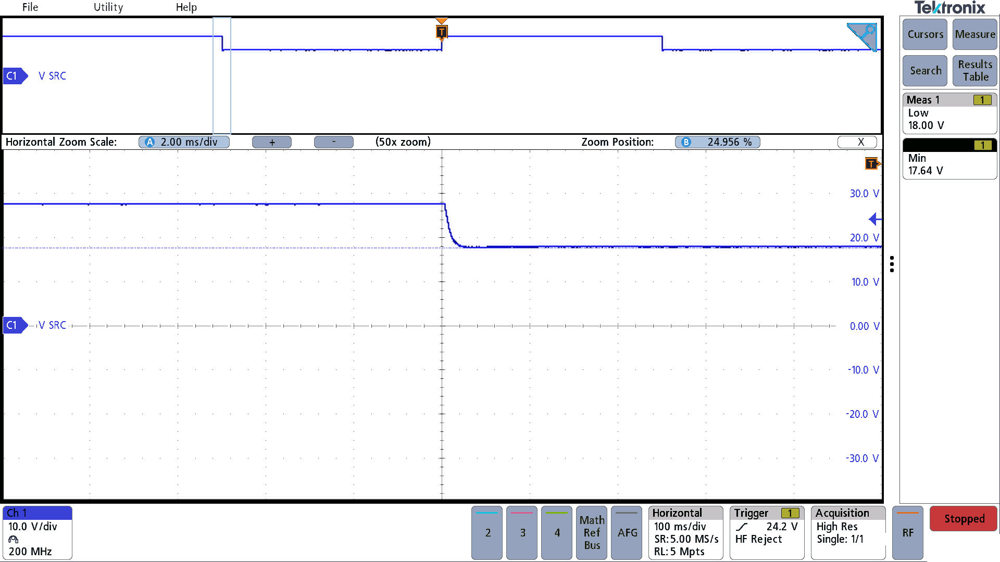 File Utility Help
Tektronix
T
C1 V SRC
Cursors Measure
Search Results Table
Meas 1 1
Low
18.00 V
1
Min
17.64 V
Horizontal Zoom Scale: A 2.00 ms/div + - (50x zoom) Zoom Position: B 24.956 % X
T
30.0 V
20.0 V
10.0 V
C1 V SRC 0.00 V
-10.0 V
-20.0 V
-30.0 V
Ch 1
10.0 V/div
200 MHz
2
3
4
Math
Ref
Bus
AFG
Horizontal
100 ms/div
SR: 5.00 MS/s
RL: 5 Mpts
Trigger 1
24.2 V
HF Reject
Acquisition
High Res
Single: 1/1
RF
Stopped